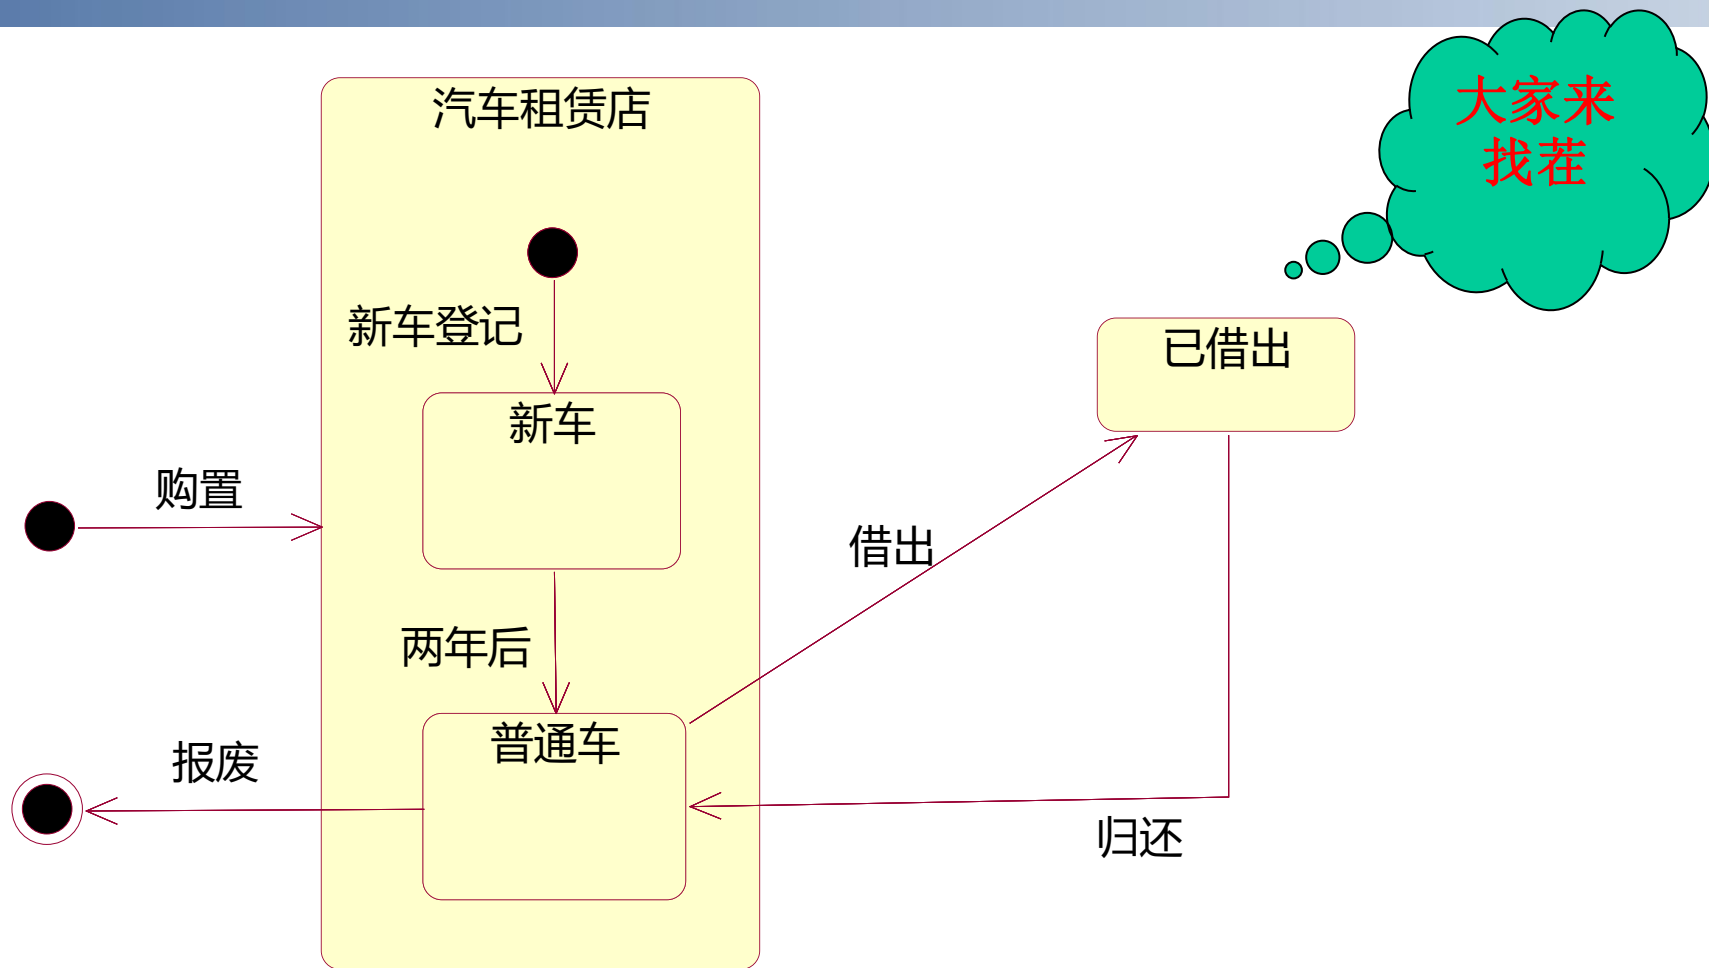 大家来
找茬
汽车租赁店
新车登记
已借出
新车
购置
借出
两年后
普通车
报废
归还